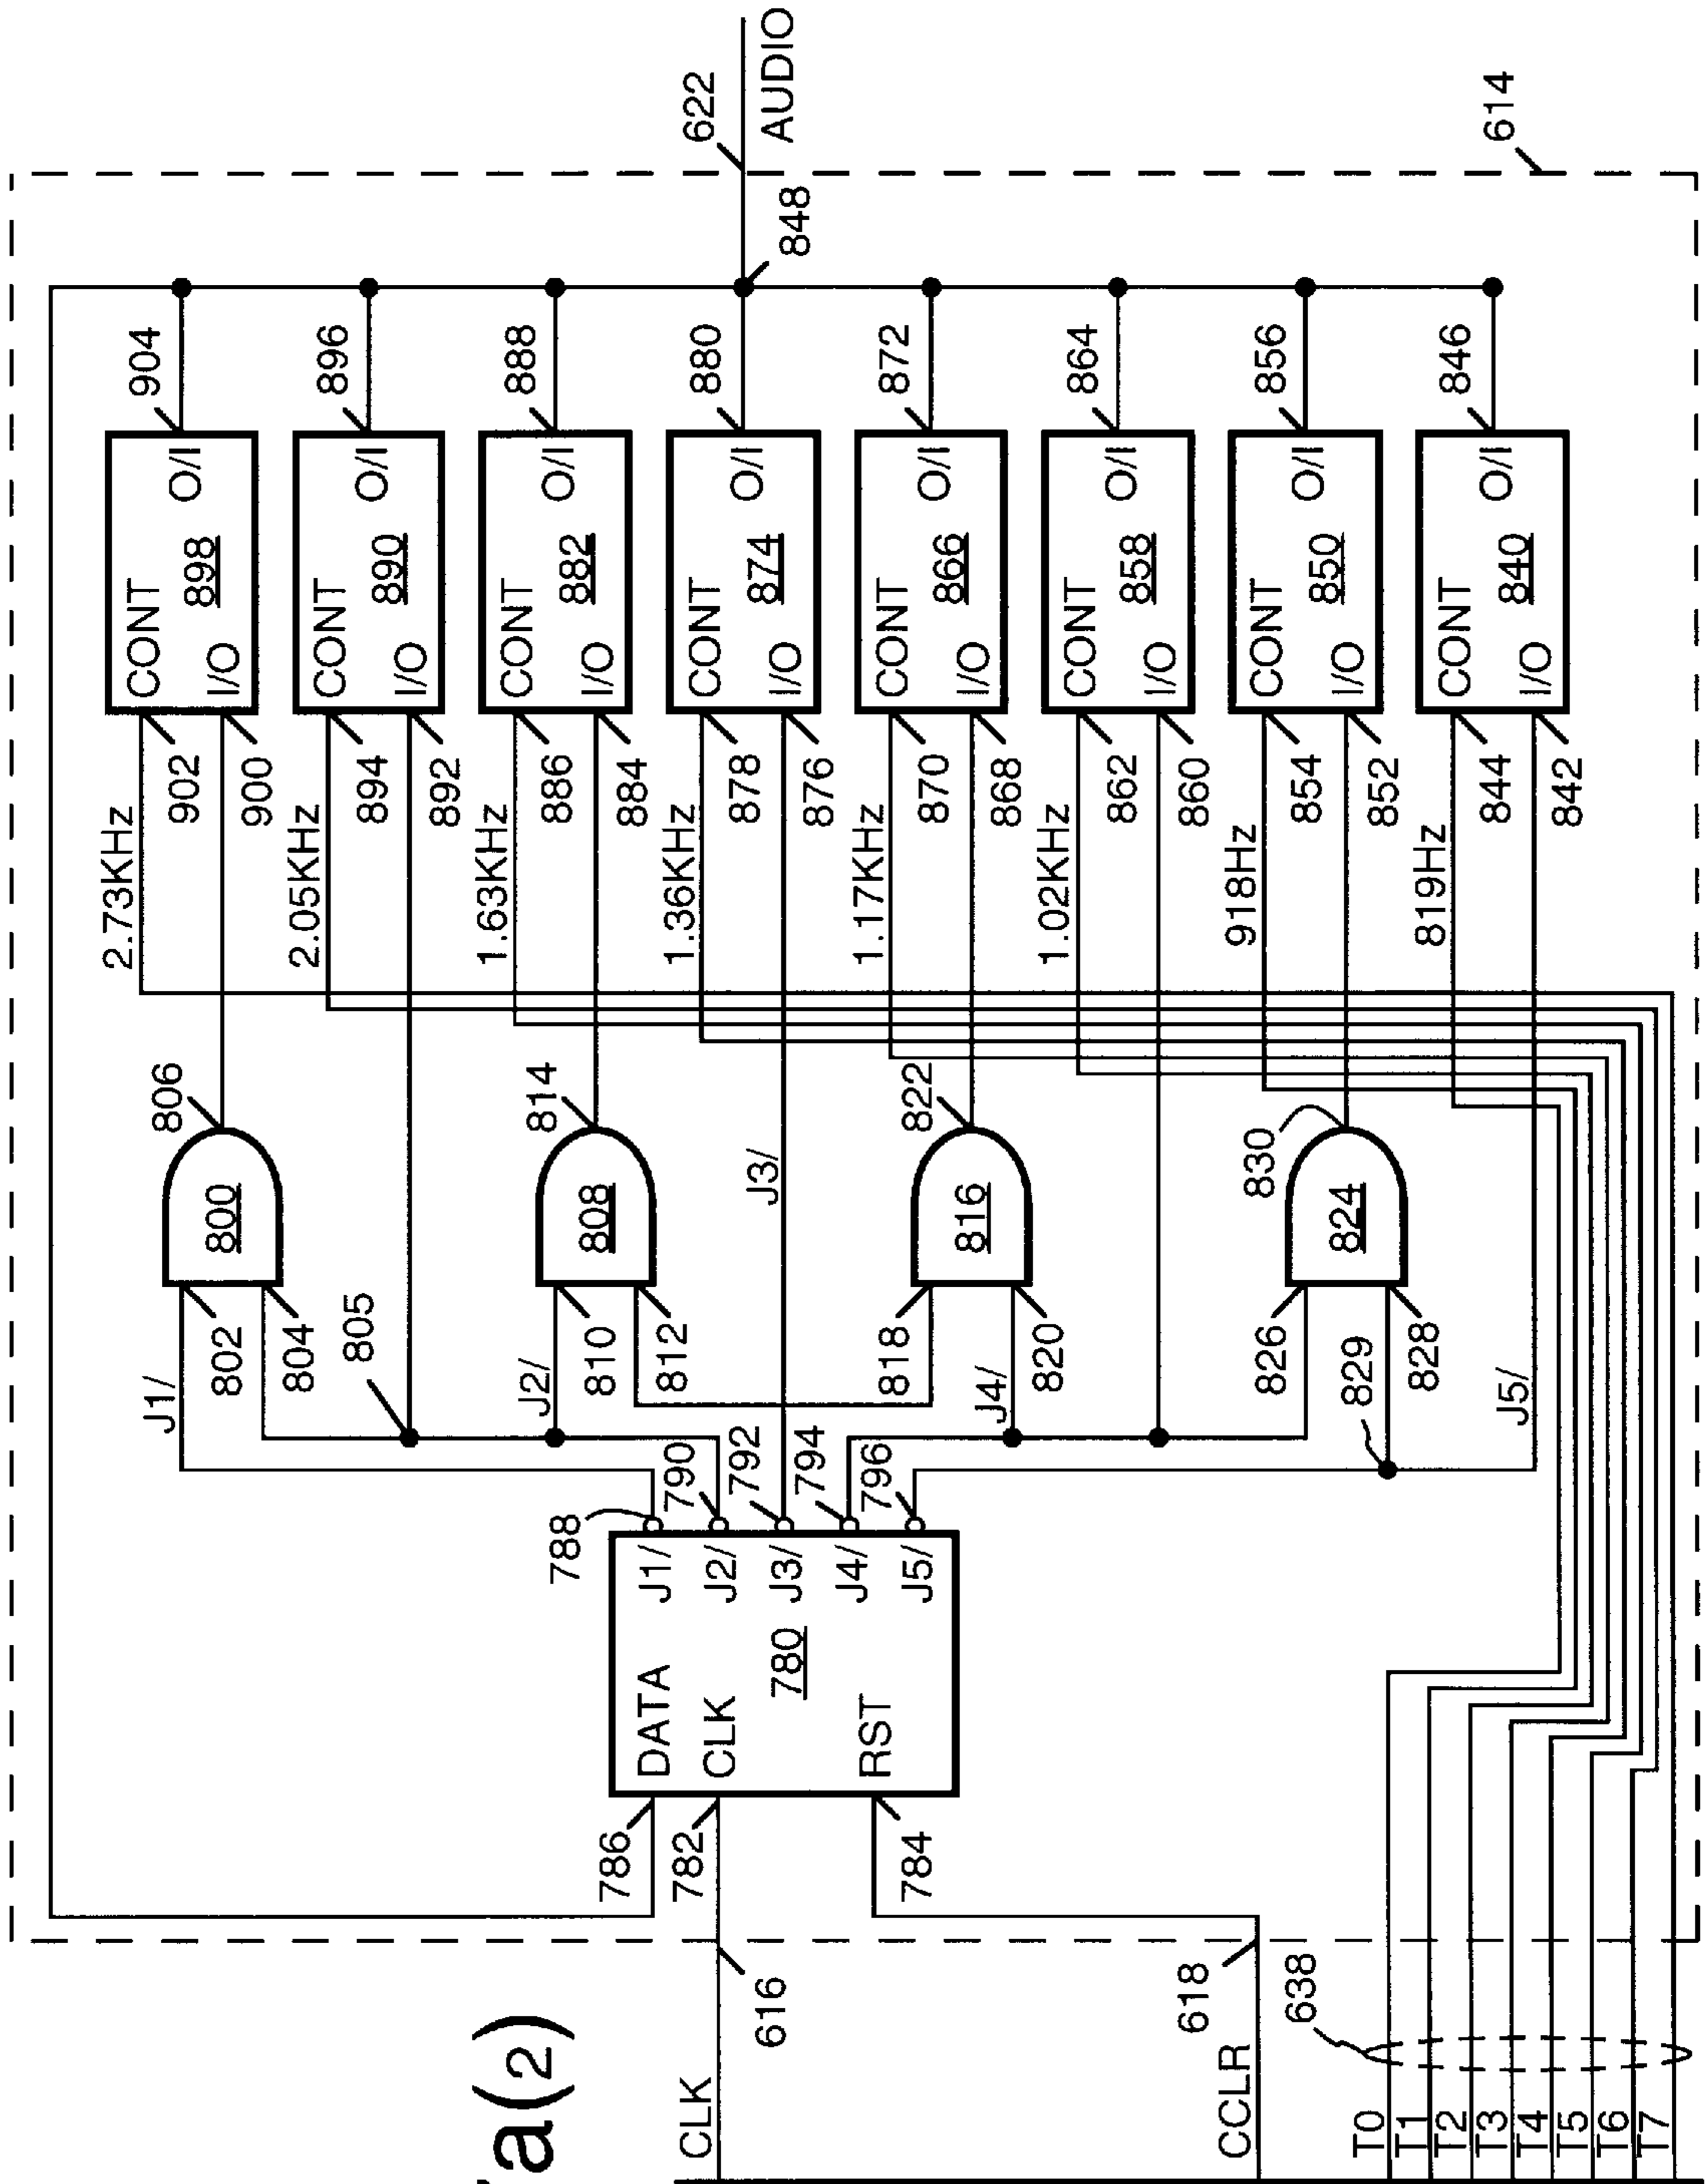 7a(2)
614
622
AUDIO
848
904
896
888
880
872
864
856
846
CONT
898
I/O
O/I
CONT
890
I/O
O/I
CONT
882
I/O
O/I
CONT
874
I/O
O/I
CONT
866
I/O
O/I
CONT
858
I/O
O/I
CONT
850
I/O
O/I
CONT
840
I/O
O/I
2.73KHz
902
900
2.05KHz
894
892
1.63KHz
886
884
1.36KHz
878
876
1.17KHz
870
868
1.02KHz
862
860
918Hz
854
852
819Hz
844
842
806
800
802
804
805
J1/
814
808
810
812
J2/
J3/
822
816
818
820
J4/
830
824
826
828
829
J5/
788
790
792
794
796
DATA
CLK
RST
780
J1/
J2/
J3/
J4/
J5/
786
782
784
616
CLK
618
CCLR
638
T0
T1
T2
T3
T4
T5
T6
T7